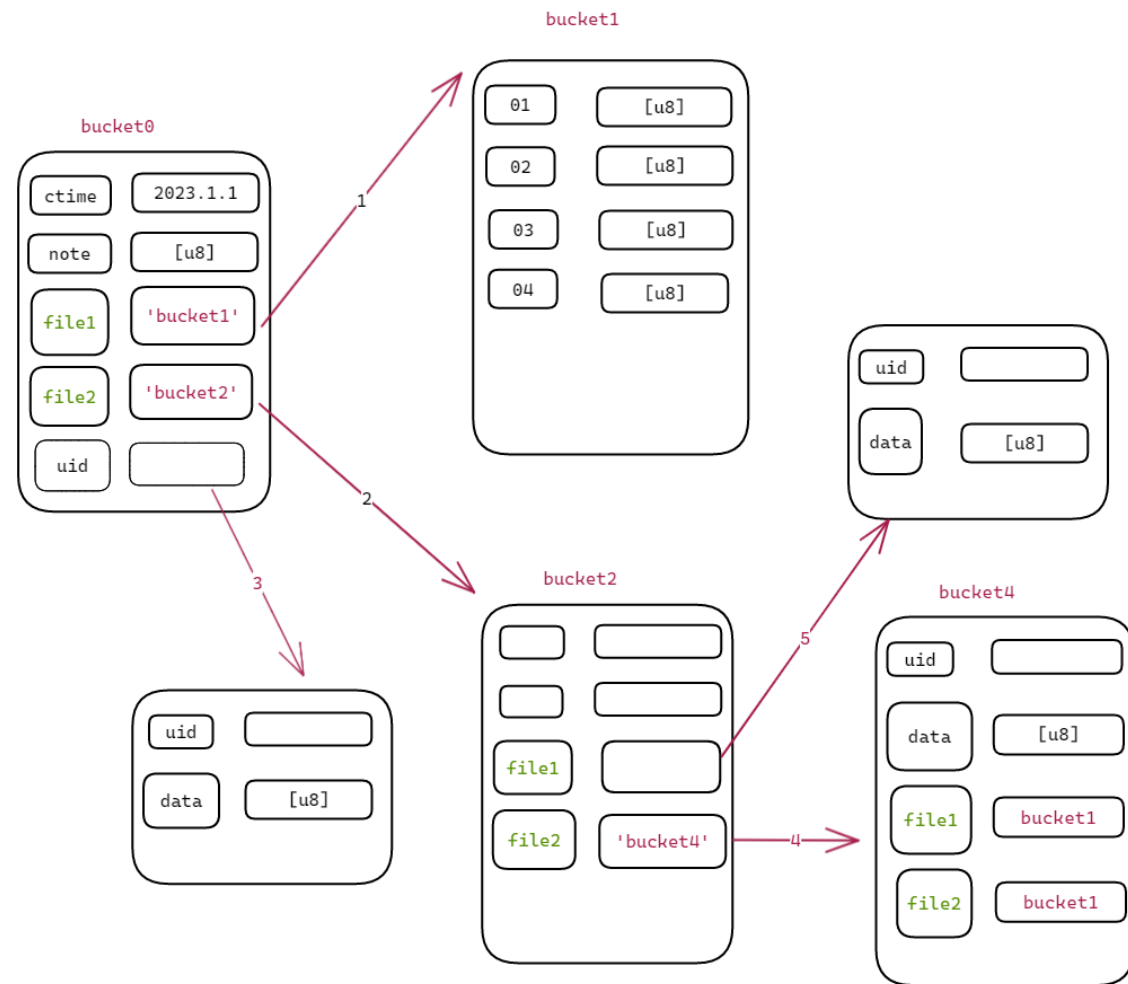 bucket1
01 [u8]
02 [u8]
03 [u8]
04 [u8]
bucket0
ctime 2023.1.1
note [u8]
file1 'bucket1'
file2 'bucket2'
uid
1
2
3
uid
data [u8]
bucket2
file1
file2 'bucket4'
5
4
uid
data [u8]
bucket4
uid
data [u8]
file1 bucket1
file2 bucket1